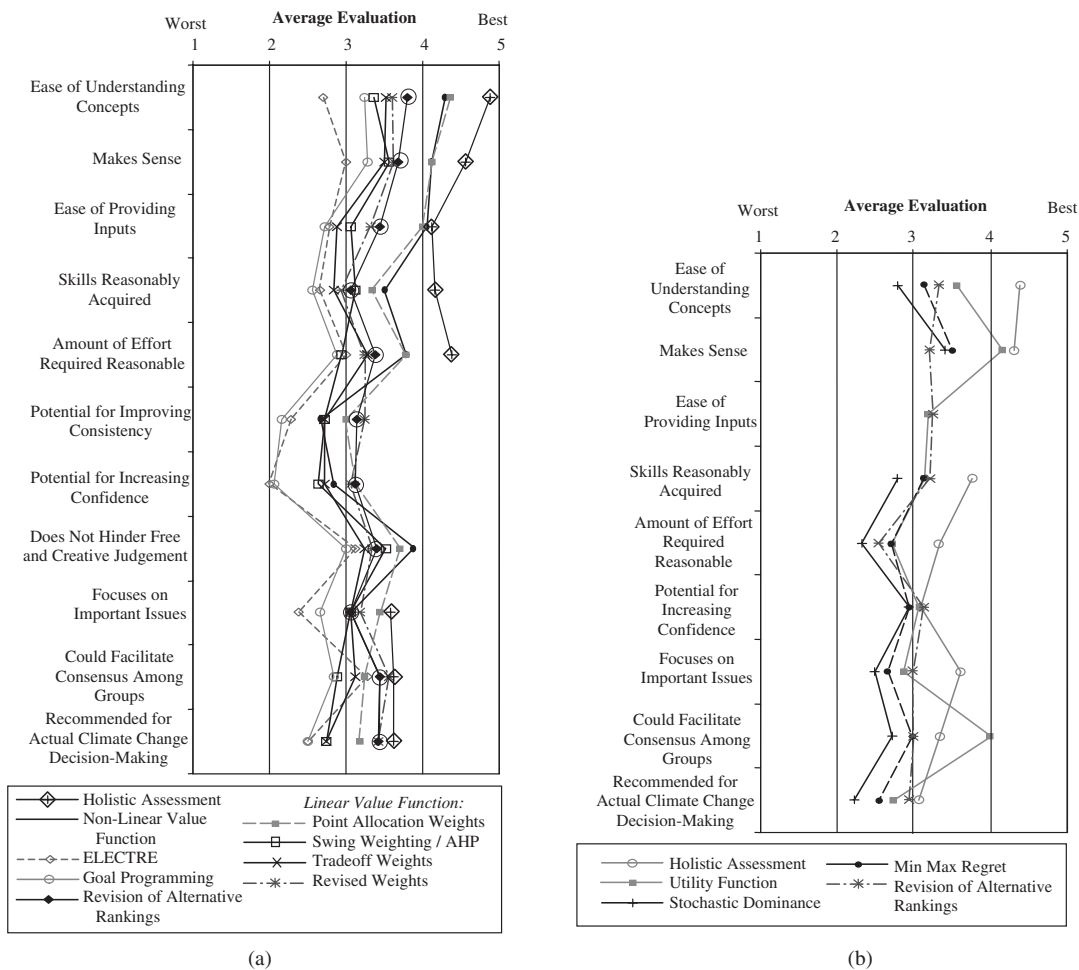 Average Evaluation
Worst
Best
1
2
3
4
5
Ease of Understanding
Concepts
Makes Sense
Ease of Providing
Inputs
Skills Reasonably
Acquired
Amount of Effort
Required Reasonable
Potential for Improving
Consistency
Potential for Increasing
Confidence
Does Not Hinder Free
and Creative Judgement
Focuses on
Important Issues
Could Facilitate
Consensus Among
Groups
Recommended for
Actual Climate Change
Decision-Making
Holistic Assessment
Non-Linear Value
Function
ELECTRE
Goal Programming
Revision of Alternative
Rankings
Linear Value Function:
Point Allocation Weights
Swing Weighting / AHP
Tradeoff Weights
Revised Weights
(a)
Average Evaluation
Worst
Best
1
2
3
4
5
Ease of
Understanding
Concepts
Makes Sense
Ease of
Providing Inputs
Skills Reasonably
Acquired
Amount of Effort
Required
Reasonable
Potential for
Increasing
Confidence
Focuses on
Important Issues
Could Facilitate
Consensus Among
Groups
Recommended for
Actual Climate Change
Decision-Making
Holistic Assessment
Utility Function
Stochastic Dominance
Min Max Regret
Revision of Alternative
Rankings
(b)